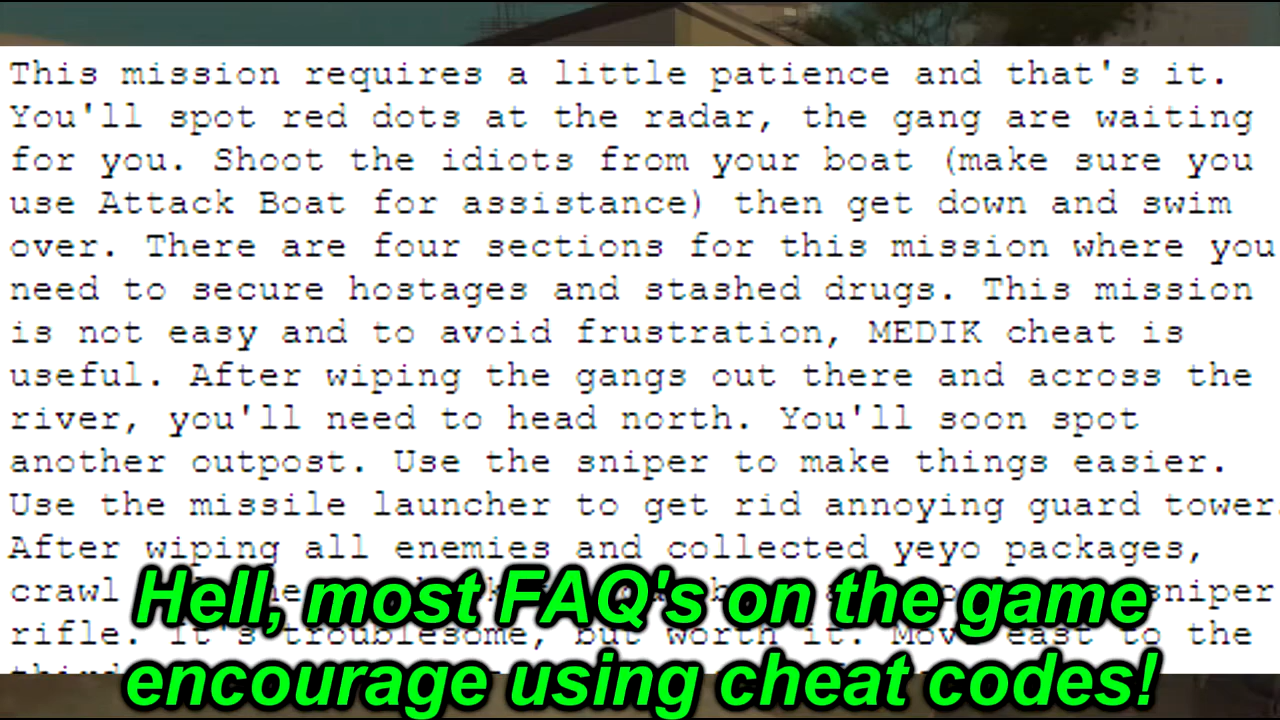 This mission requires a little patience and that's it.
You'll spot red dots at the radar, the gang are waiting
for you. Shoot the idiots from your boat (make sure you
use Attack Boat for assistance) then get down and swim
over. There are four sections for this mission where you
need to secure hostages and stashed drugs. This mission
is not easy and to avoid frustration, MEDIK cheat is
useful. After wiping the gangs out there and across the
river, you'll need to head north. You'll soon spot
another outpost. Use the sniper to make things easier.
Use the missile launcher to get rid annoying guard tower.
After wiping all enemies and collected yeyo packages,
crawl sniper
rifle. It's troublesome, but worth it. Move east to the
Hell, most FAQ's on the game
encourage using cheat codes!